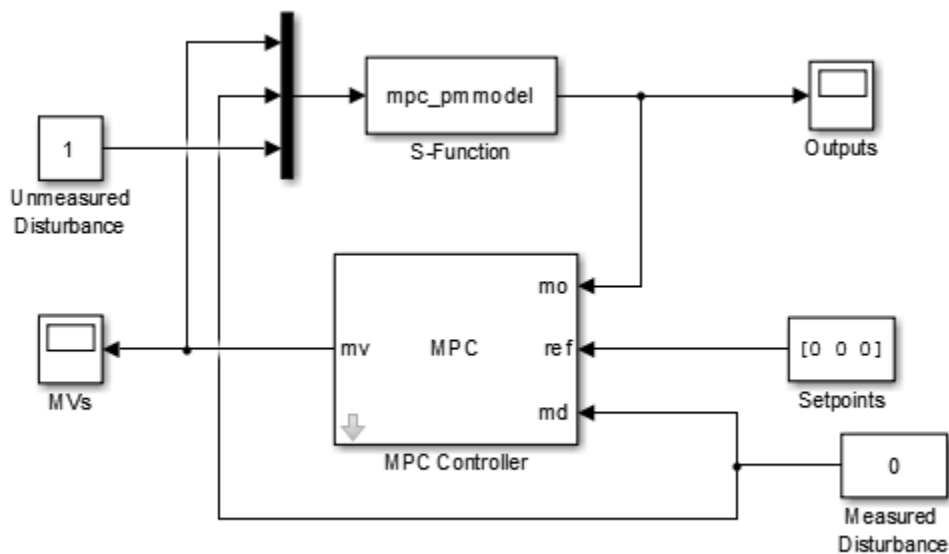 mpc_pmmodel
S-Function
Outputs
1
Unmeasured
Disturbance
mo
mv
MPC
ref
md
MPC Controller
MVs
[0 0 0]
Setpoints
0
Measured
Disturbance